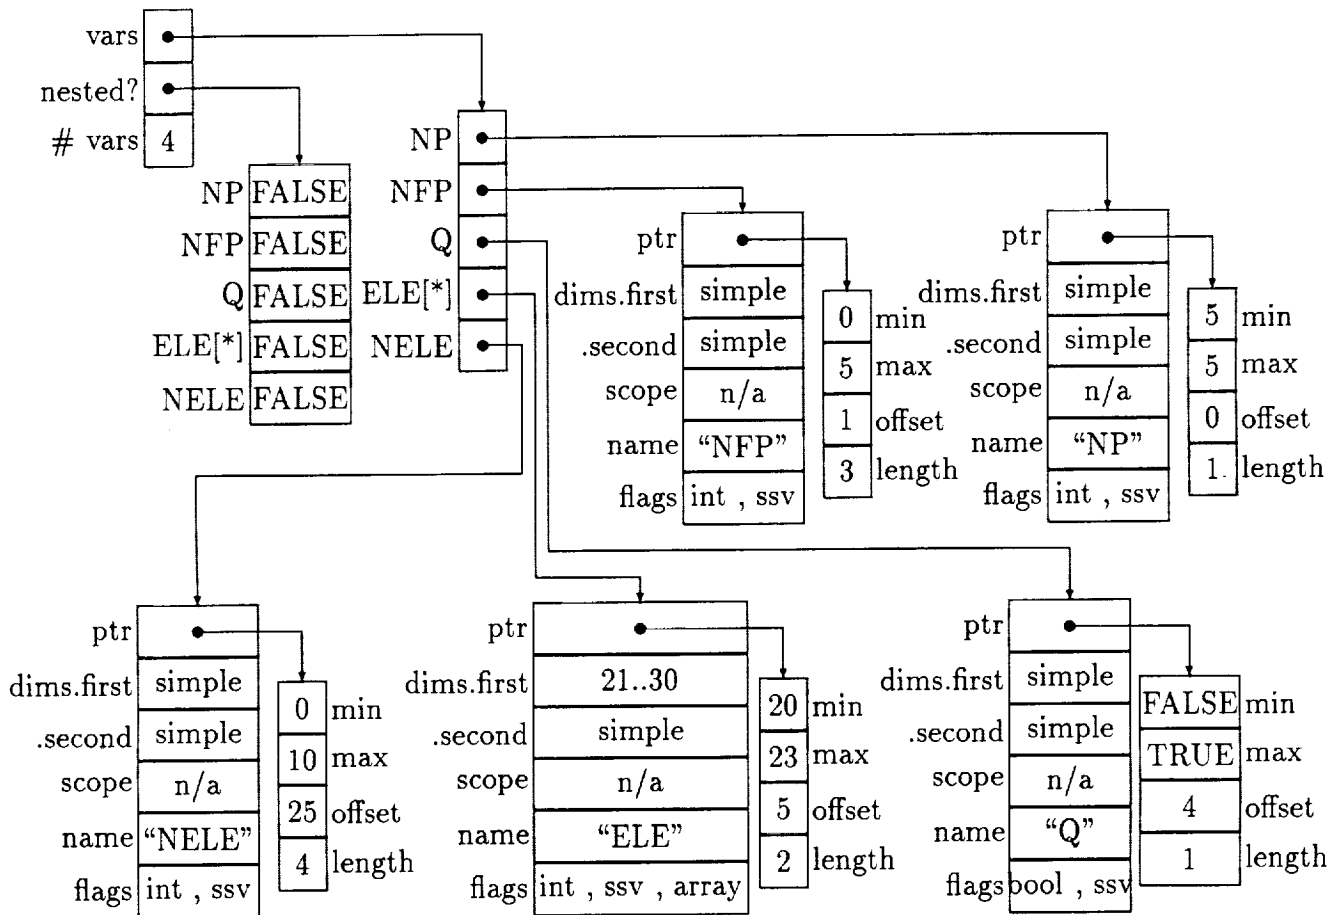 vars
nested?
# vars 4
NP FALSE
NFP FALSE
Q FALSE
ELE[*] FALSE
NELE FALSE
NP
NFP
Q
ELE[*]
NELE
ptr
dims.first simple
.second simple
scope n/a
name “NFP”
flags int , ssv
0 min
5 max
1 offset
3 length
ptr
dims.first simple
.second simple
scope n/a
name “NP”
flags int , ssv
5 min
5 max
0 offset
1 length
ptr
dims.first simple
.second simple
scope n/a
name “NELE”
flags int , ssv
0 min
10 max
25 offset
4 length
ptr
dims.first 21..30
.second simple
scope n/a
name “ELE”
flags int , ssv , array
20 min
23 max
5 offset
2 length
ptr
dims.first simple
.second simple
scope n/a
name “Q”
flags bool , ssv
FALSE min
TRUE max
4 offset
1 length